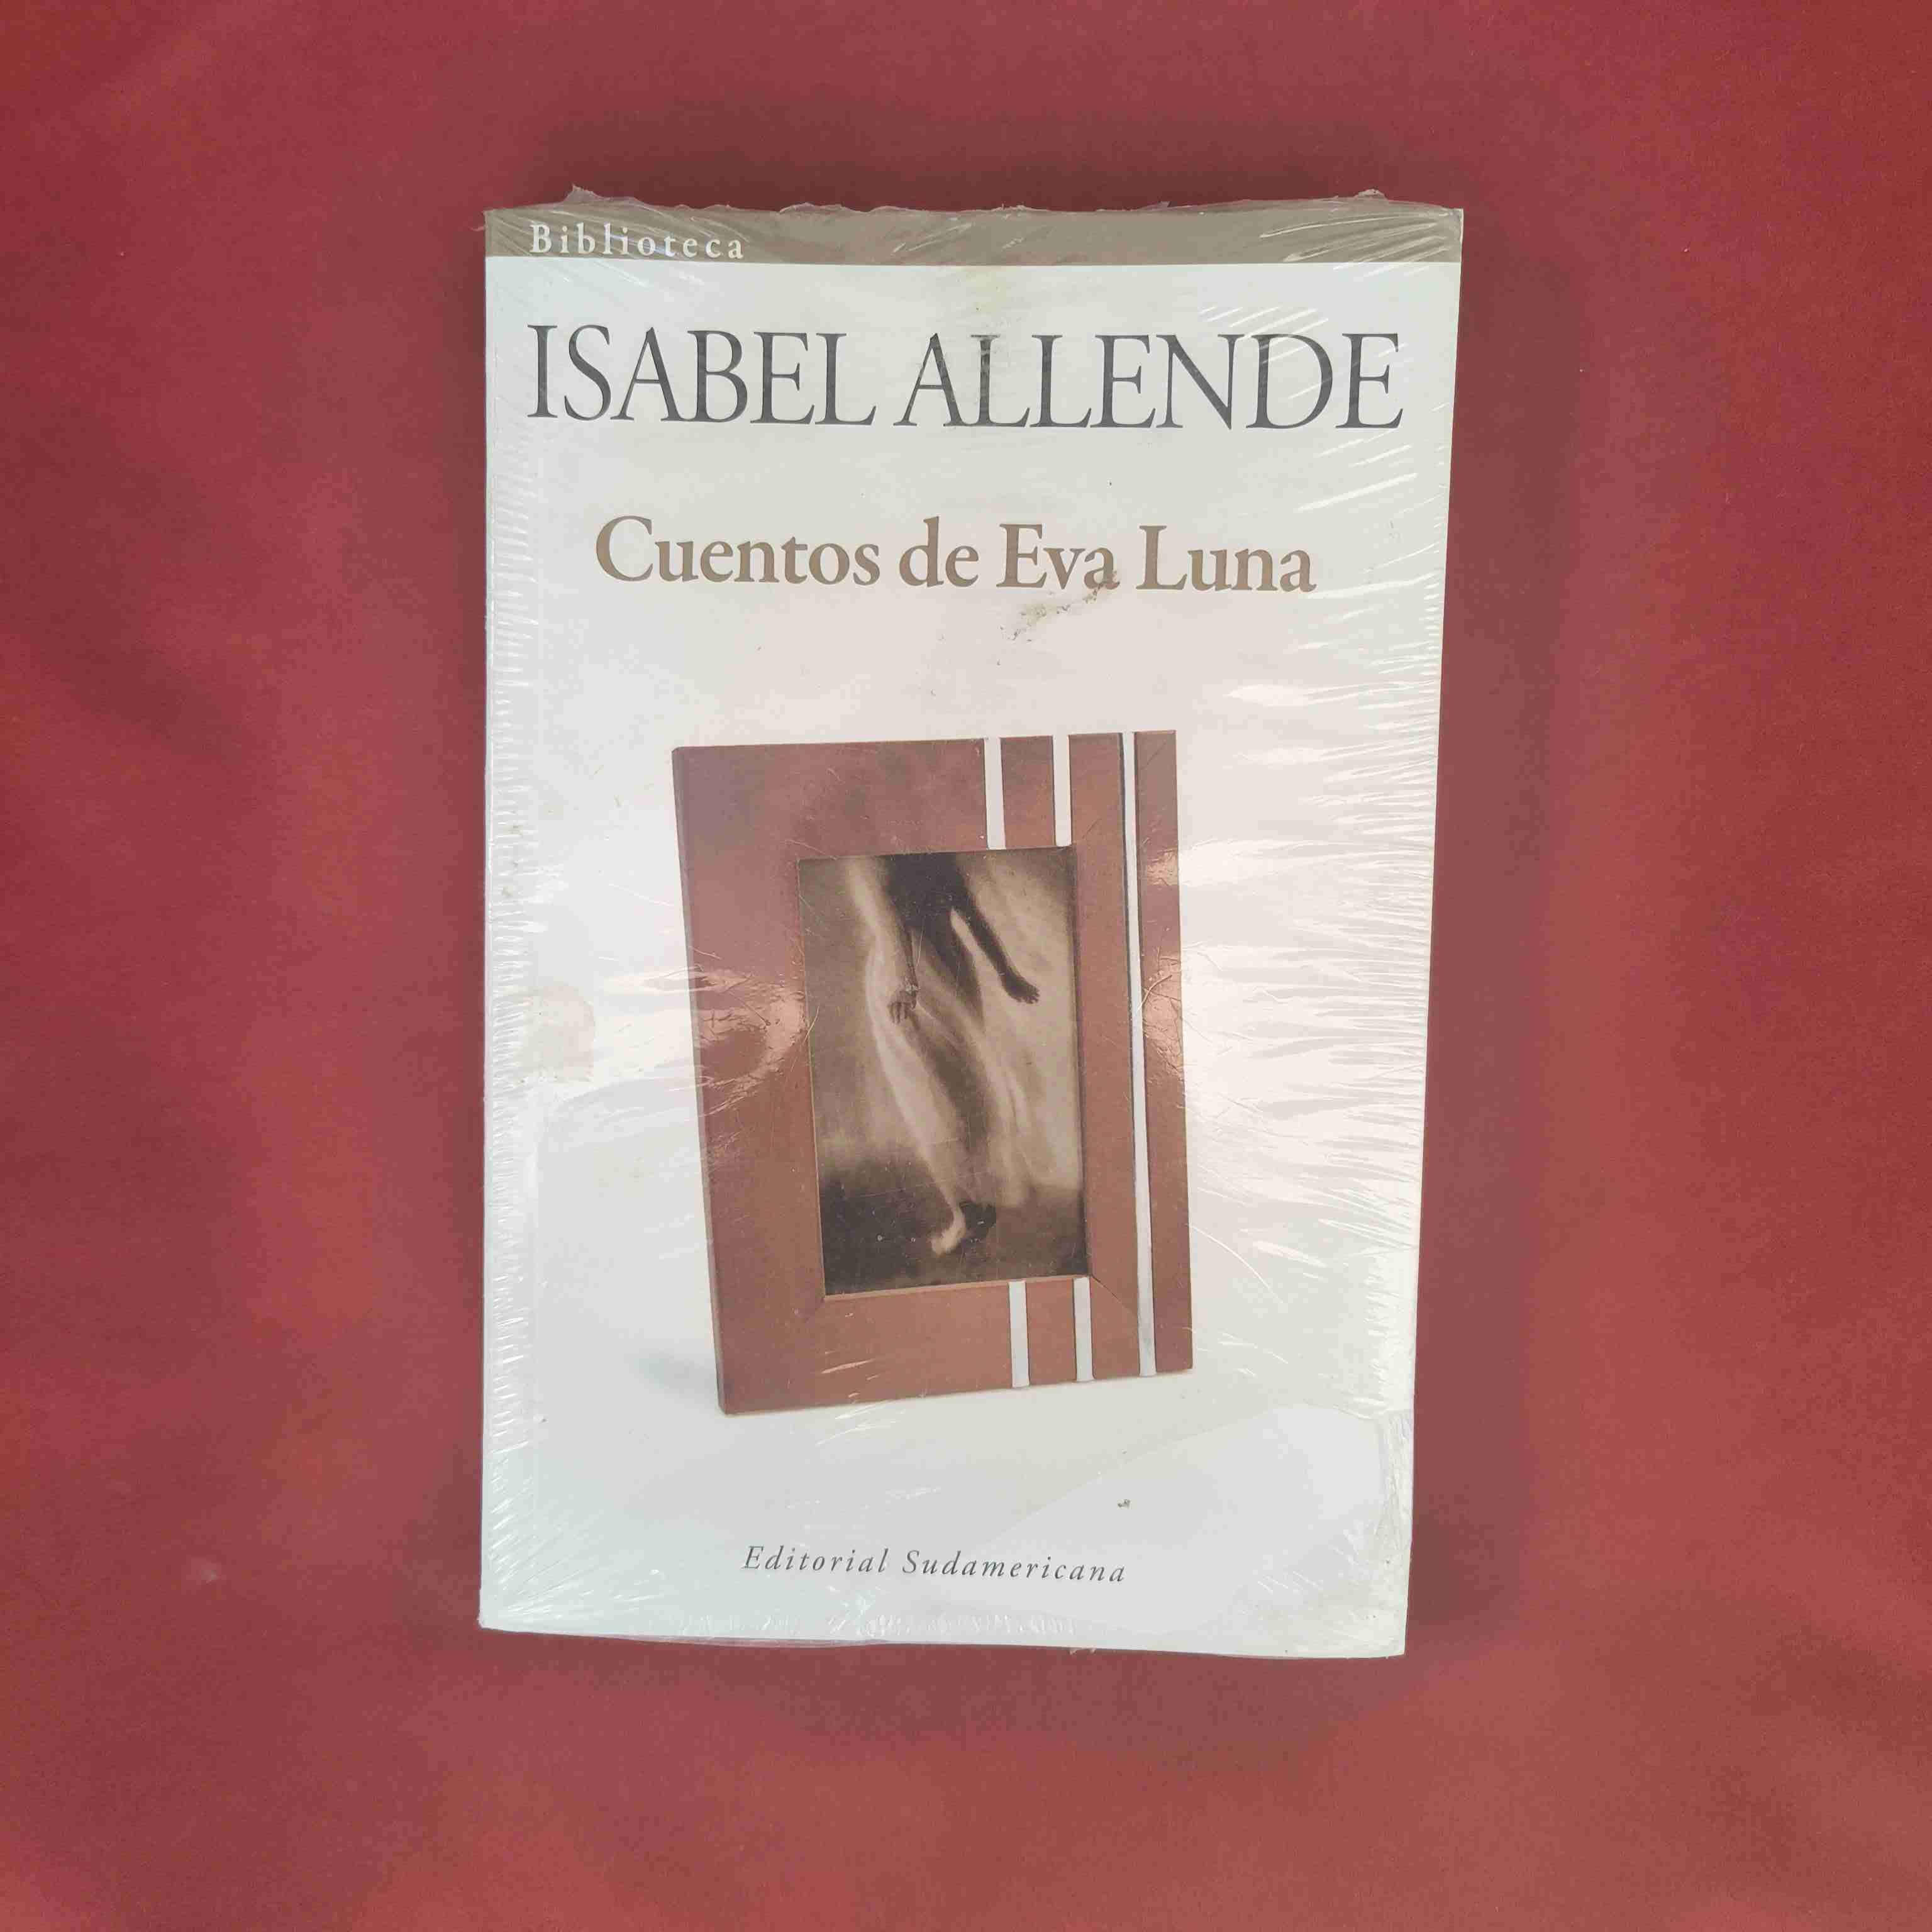 Biblioteca
ISABEL ALLENDE
Cuentos de Eva Luna
Editorial Sudamericana